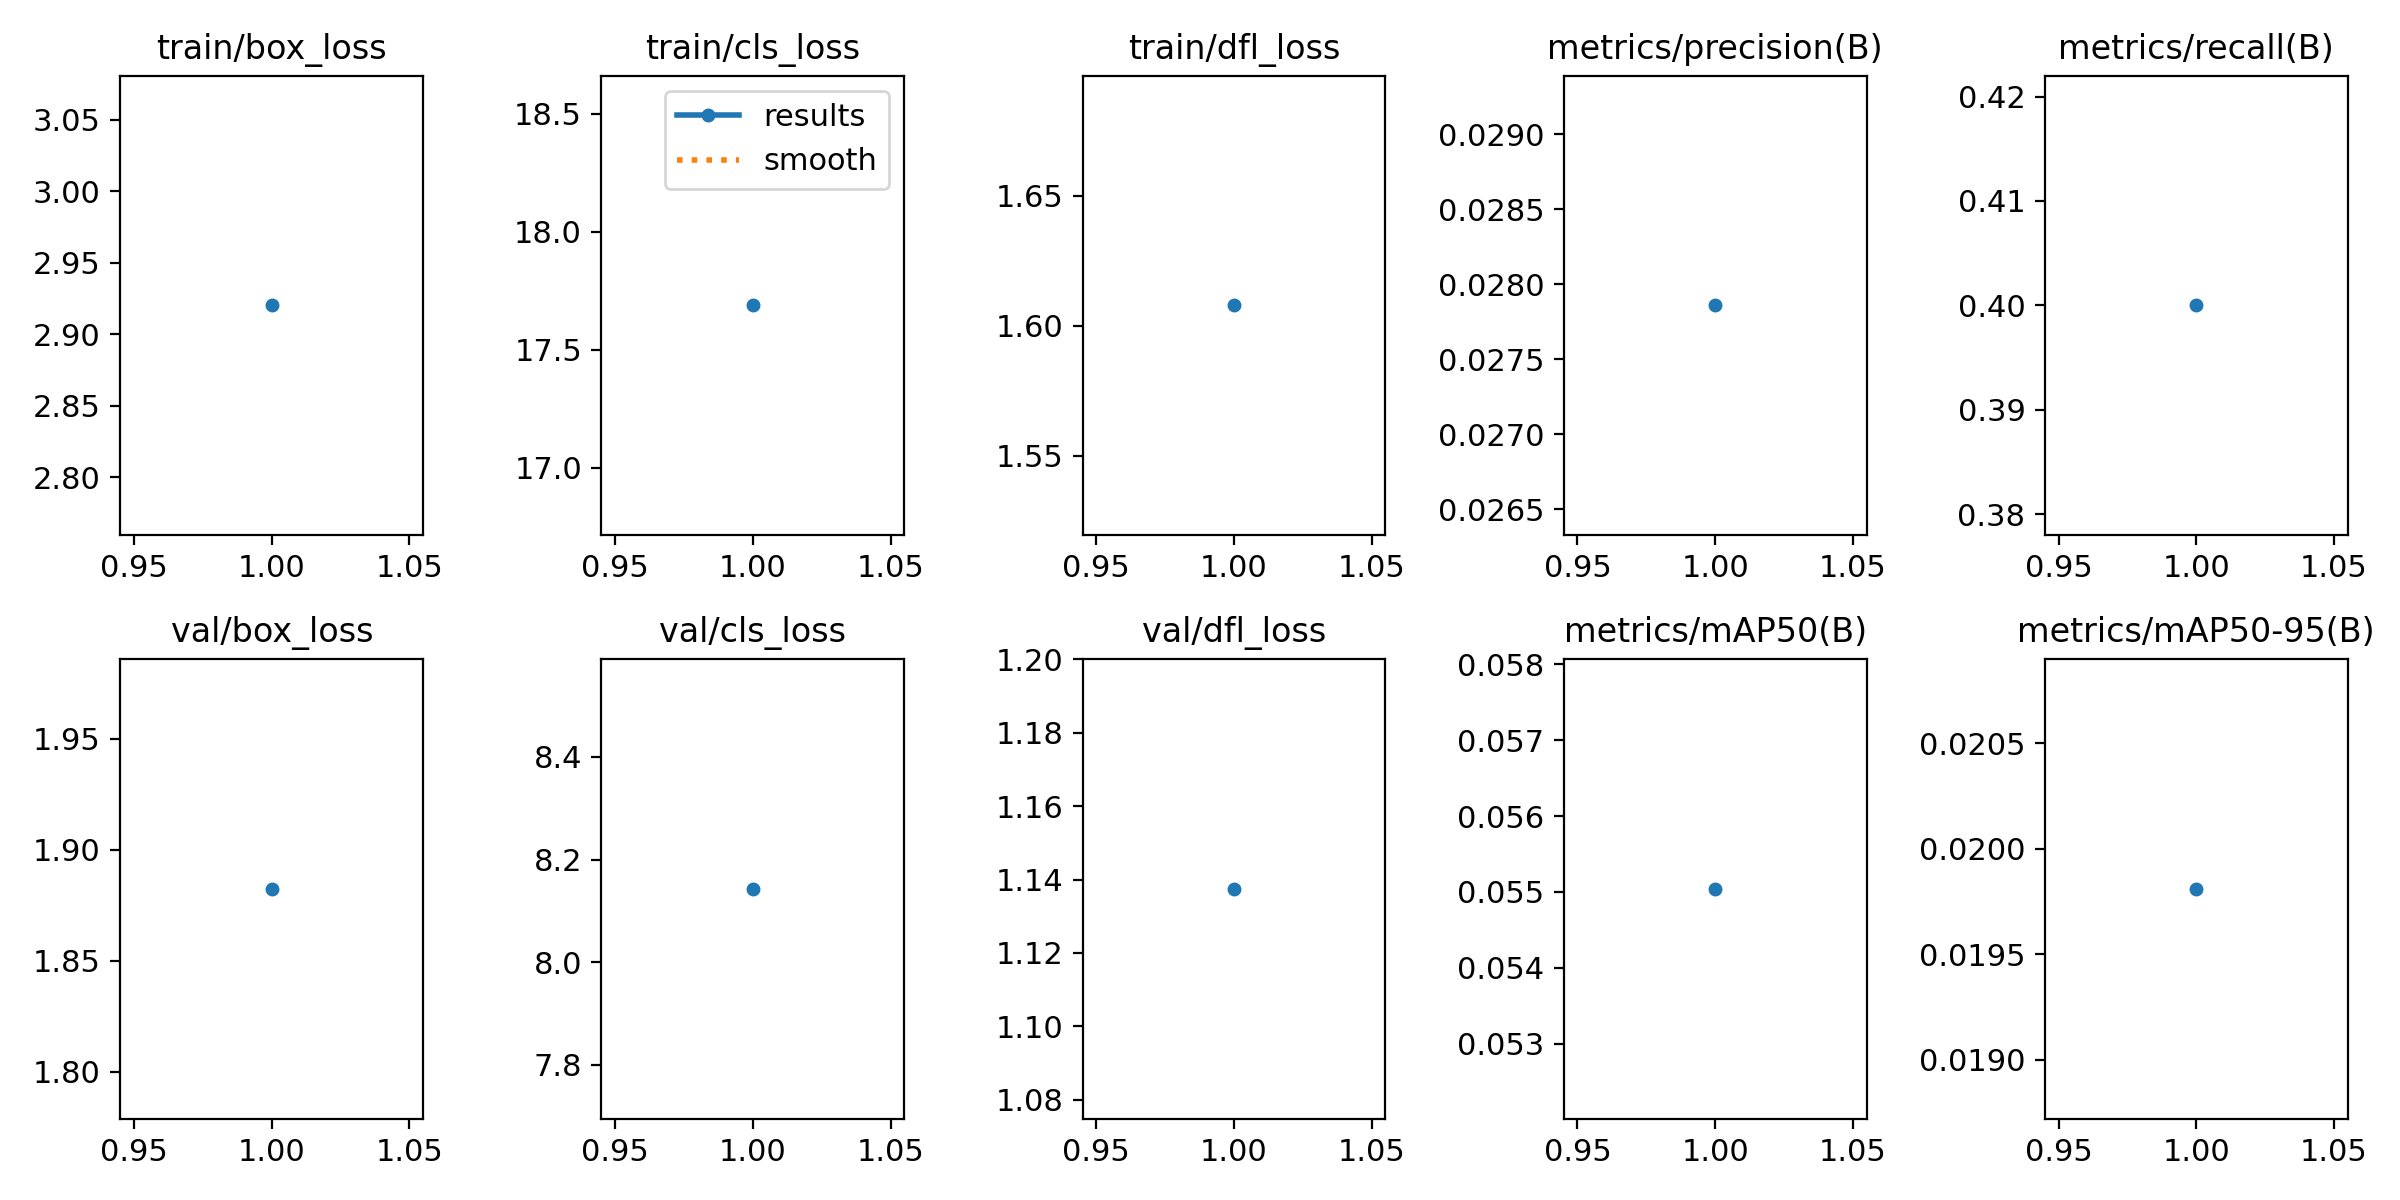 train/box_loss
3.05
3.00
2.95
2.90
2.85
2.80
0.95 1.00 1.05
train/cls_loss
results
smooth
18.5
18.0
17.5
17.0
0.95 1.00 1.05
train/dfl_loss
1.65
1.60
1.55
0.95 1.00 1.05
metrics/precision(B)
0.0290
0.0285
0.0280
0.0275
0.0270
0.0265
0.95 1.00 1.05
metrics/recall(B)
0.42
0.41
0.40
0.39
0.38
0.95 1.00 1.05
val/box_loss
1.95
1.90
1.85
1.80
0.95 1.00 1.05
val/cls_loss
8.4
8.2
8.0
7.8
0.95 1.00 1.05
val/dfl_loss
1.20
1.18
1.16
1.14
1.12
1.10
1.08
0.95 1.00 1.05
metrics/mAP50(B)
0.058
0.057
0.056
0.055
0.054
0.053
0.95 1.00 1.05
metrics/mAP50-95(B)
0.0205
0.0200
0.0195
0.0190
0.95 1.00 1.05